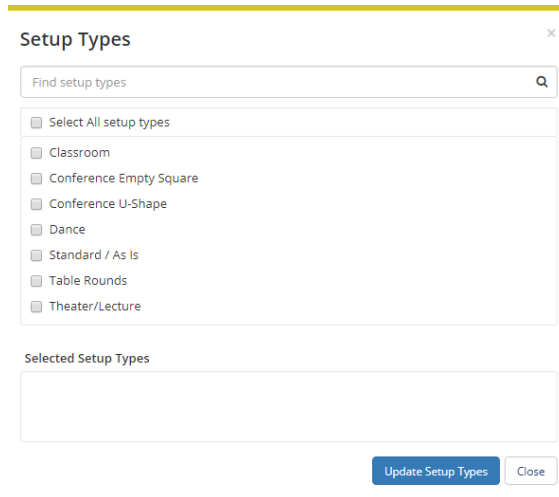 Setup Types
×
Find setup types
Select All setup types
Classroom
Conference Empty Square
Conference U-Shape
Dance
Standard / As Is
Table Rounds
Theater/Lecture
Selected Setup Types
Update Setup Types Close